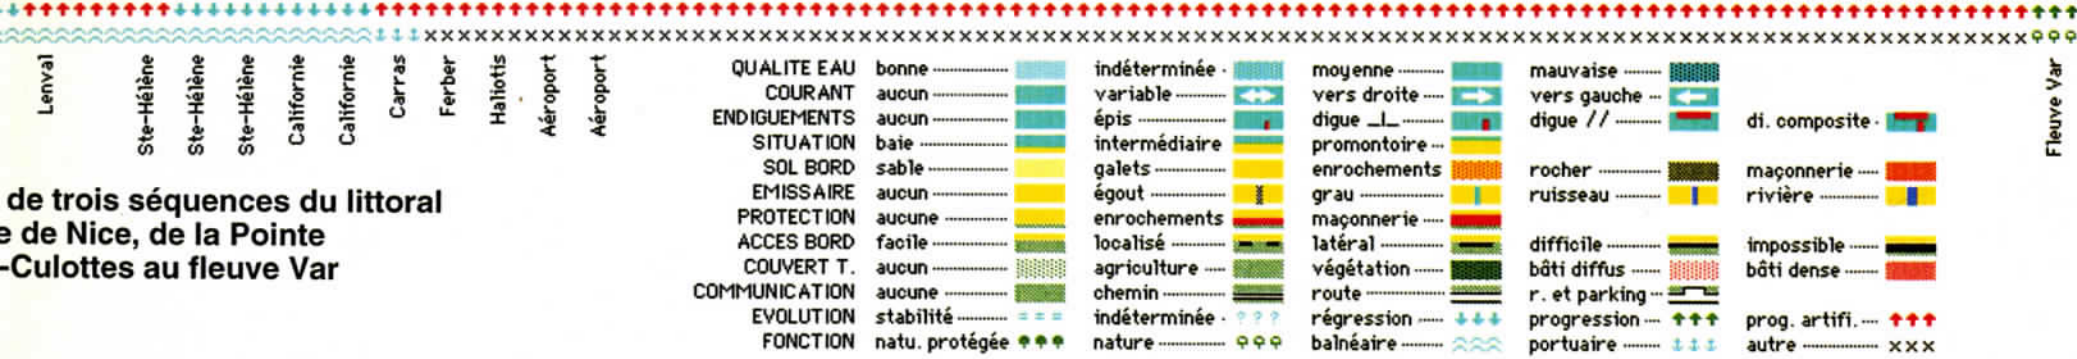 Lenval
Ste-Hélène
Ste-Hélène
Ste-Hélène
Californie
Californie
Carras
Ferber
Haliotis
Aéroport
Aéroport
de trois séquences du littoral
e de Nice, de la Pointe
-Culottes au fleuve Var
QUALITE EAU bonne indéterminée moyenne mauvaise
COURANT aucun variable vers droite vers gauche
ENDIGUEMENTS aucun épis digue _|_ digue // di. composite
SITUATION baie intermédiaire promontoire
SOL BORD sable galets enrochements rocher maçonnerie
EMISSAIRE aucun égout grau ruisseau rivière
PROTECTION aucune enrochements maçonnerie
ACCES BORD facile localisé latéral difficile impossible
COUVERT T. aucun agriculture végétation bâti diffus bâti dense
COMMUNICATION aucune chemin route r. et parking
EVOLUTION stabilité indéterminée régression progression prog. artifi.
FONCTION natu. protégée nature balnéaire portuaire autre
Fleuve Var